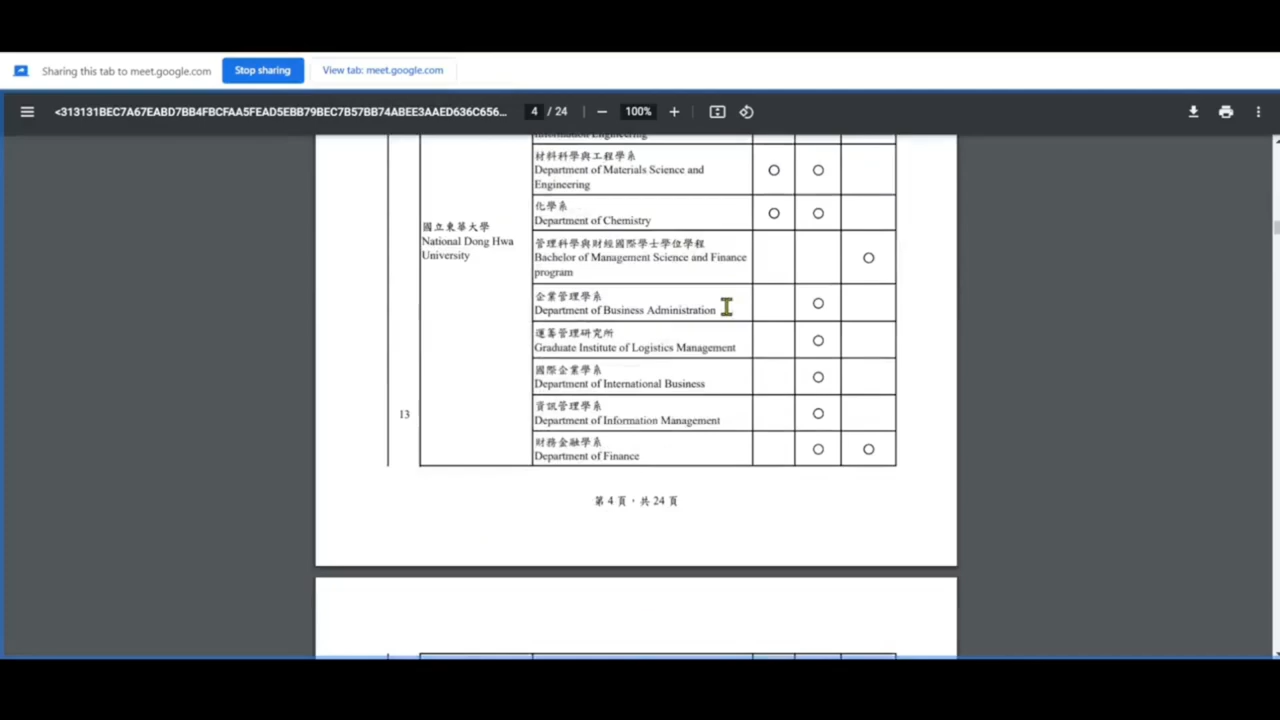 Sharing this tab to meet.google.com
Stop sharing
View tab: meet.google.com
<313131BEC7A67EABD7BB4FBCFAA5FEAD5EBB79BEC7B57BB74ABEE3AAED636C656...
4 / 24
100%
Information Engineering
材料科學與工程學系
Department of Materials Science and
Engineering
化學系
Department of Chemistry
國立東華大學
National Dong Hwa
University
管理科學與財經國際學士學位學程
Bachelor of Management Science and Finance
program
企業管理學系
Department of Business Administration
運籌管理研究所
Graduate Institute of Logistics Management
國際企業學系
Department of International Business
13
資訊管理學系
Department of Information Management
財務金融學系
Department of Finance
第 4 頁，共 24 頁